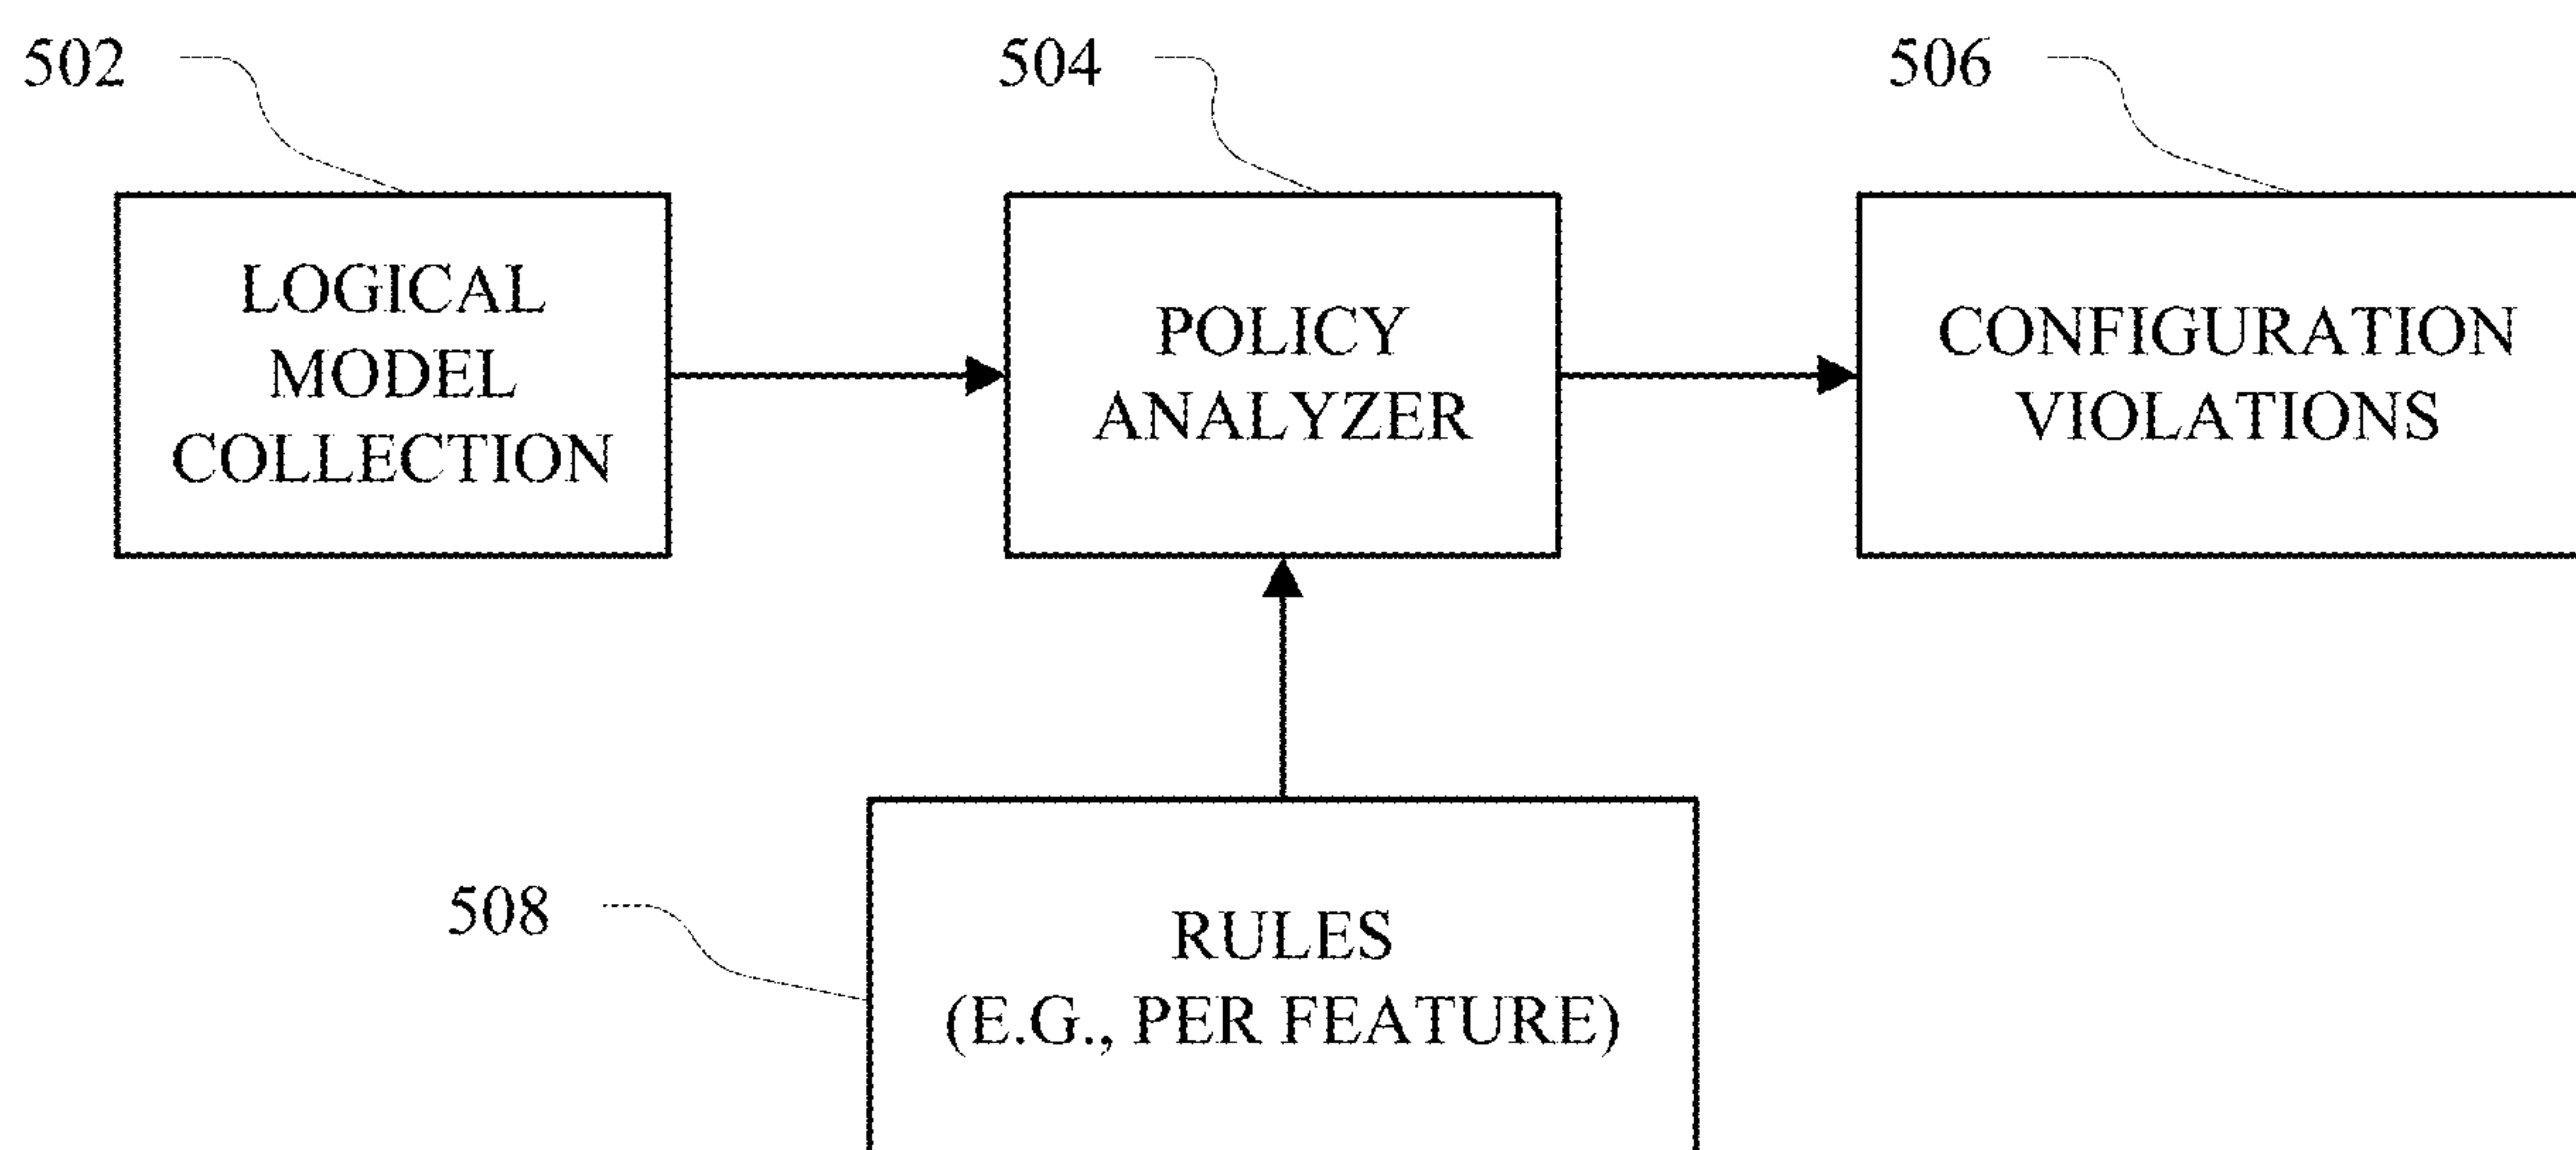 502
504
506
LOGICAL
MODEL
COLLECTION
POLICY
ANALYZER
CONFIGURATION
VIOLATIONS
508
RULES
(E.G., PER FEATURE)